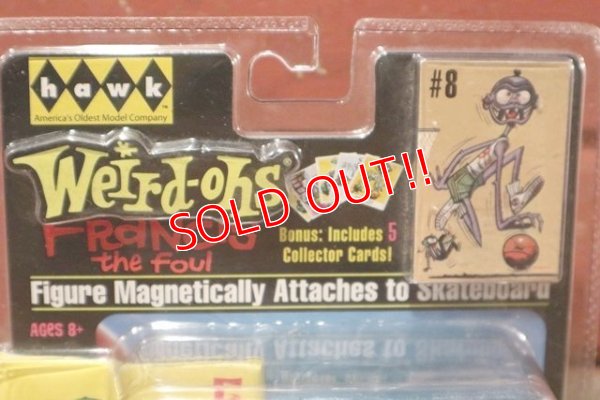 hawk™
America's Oldest Model Company
#8
Weird-ohs®
SOLD OUT!!
the foul
Bonus: Includes 5
Collector Cards!
Figure Magnetically Attaches to Skateboard
AGES 8+